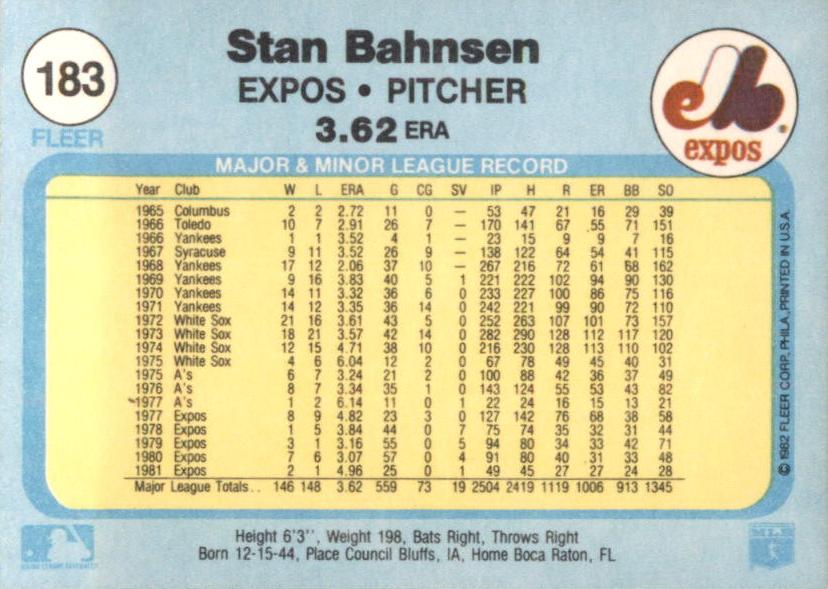 183
FLEER
Stan Bahnsen
EXPOS • PITCHER
3.62 ERA
expos
MAJOR & MINOR LEAGUE RECORD
Year Club W L ERA G CG SV IP H R ER BB SO
1965 Columbus 2 2 2.72 11 0 — 53 47 21 16 29 39
1966 Toledo 10 7 2.91 26 7 — 170 141 67 55 71 151
1966 Yankees 1 1 3.52 4 1 — 23 15 9 9 7 16
1967 Syracuse 9 11 3.52 26 9 — 138 122 64 54 41 115
1968 Yankees 17 12 2.06 37 10 — 267 216 72 61 68 162
1969 Yankees 9 16 3.83 40 5 1 221 222 102 94 90 130
1970 Yankees 14 11 3.32 36 6 0 233 227 100 86 75 116
1971 Yankees 14 12 3.35 36 14 0 242 221 99 90 72 110
1972 White Sox 21 16 3.61 43 5 0 252 263 107 101 73 157
1973 White Sox 18 21 3.57 42 14 0 282 290 128 112 117 120
1974 White Sox 12 15 4.71 38 10 0 216 230 128 113 110 102
1975 White Sox 4 6 6.04 12 2 0 67 78 49 45 40 31
1975 A's 6 7 3.24 21 2 0 100 88 42 36 37 49
1976 A's 8 7 3.34 35 1 0 143 124 55 53 43 82
1977 A's 1 2 6.14 11 0 1 22 24 16 15 13 21
1977 Expos 8 9 4.82 23 3 0 127 142 76 68 38 58
1978 Expos 1 5 3.84 44 0 7 75 74 35 32 31 44
1979 Expos 3 1 3.16 55 0 5 94 80 34 33 42 71
1980 Expos 7 6 3.07 57 0 4 91 80 40 31 33 48
1981 Expos 2 1 4.96 25 0 1 49 45 27 27 24 28
Major League Totals.. 146 148 3.62 559 73 19 2504 2419 1119 1006 913 1345
© 1982 FLEER CORP. PHILA., PRINTED IN U.S.A.
Height 6'3'', Weight 198, Bats Right, Throws Right
Born 12-15-44, Place Council Bluffs, IA, Home Boca Raton, FL